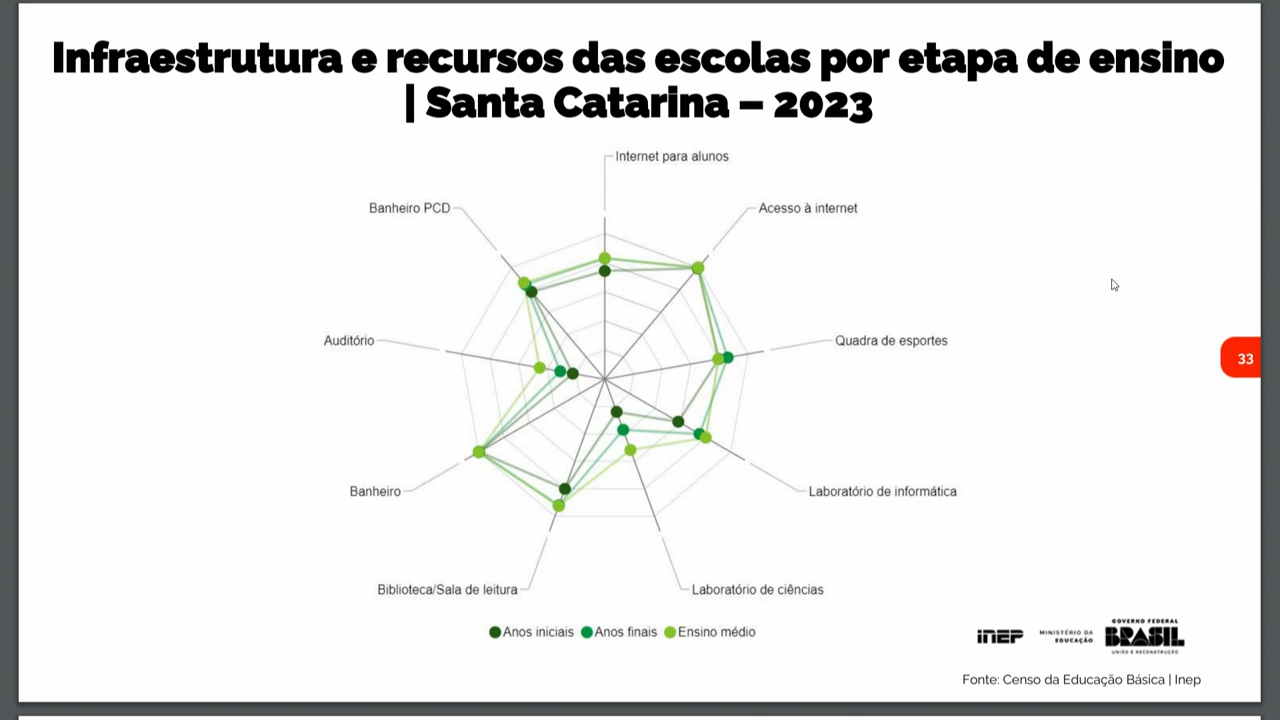 Infraestrutura e recursos das escolas por etapa de ensino
| Santa Catarina – 2023
Internet para alunos
Banheiro PCD
Acesso à internet
Auditório
Quadra de esportes
33
Banheiro
Laboratório de informática
Biblioteca/Sala de leitura
Laboratório de ciências
Anos iniciais Anos finais Ensino médio
inep
MINISTÉRIO DA
EDUCAÇÃO
GOVERNO FEDERAL
BRASIL
UNIÃO E RECONSTRUÇÃO
Fonte: Censo da Educação Básica | Inep